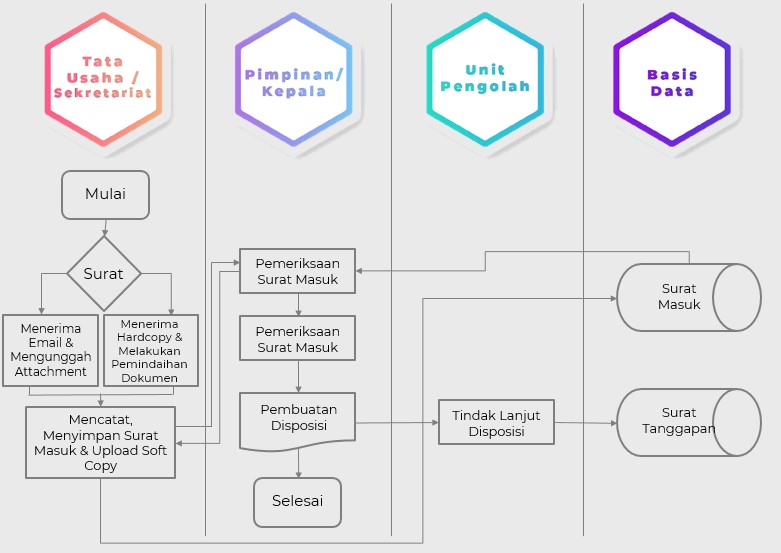 Tata
Usaha /
Sekretariat
Pimpinan/
Kepala
Unit
Pengolah
Basis
Data
Mulai
Surat
Menerima
Email &
Mengunggah
Attachment
Menerima
Hardcopy &
Melakukan
Pemindaihan
Dokumen
Mencatat,
Menyimpan Surat
Masuk & Upload Soft
Copy
Pemeriksaan
Surat Masuk
Pemeriksaan
Surat Masuk
Pembuatan
Disposisi
Selesai
Tindak Lanjut
Disposisi
Surat
Masuk
Surat
Tanggapan